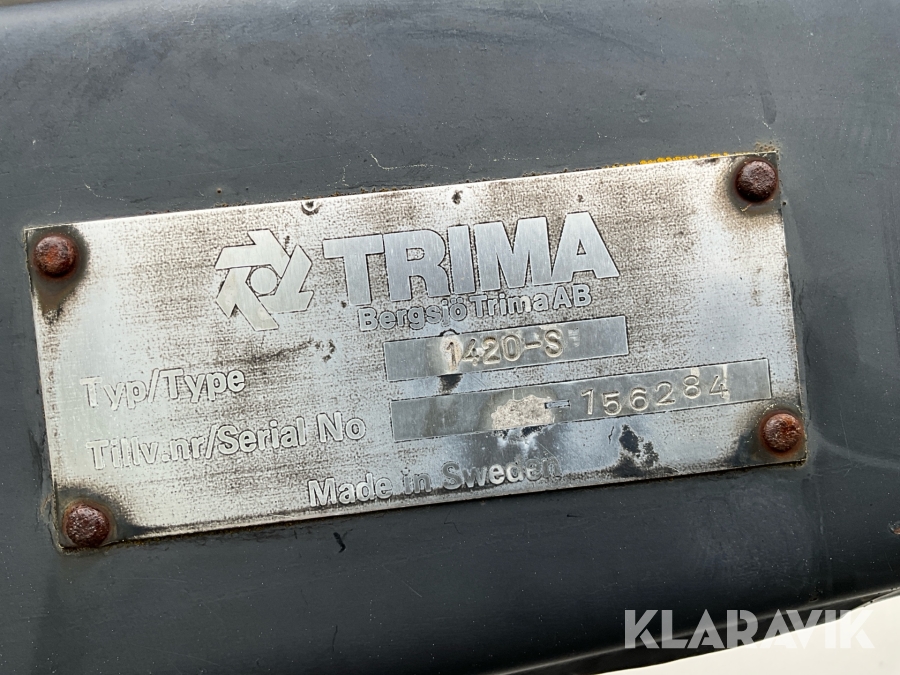 TRIMA
Bergsjö Trima AB
Typ/Type 1420-S
Tillv.nr/Serial No -156284
Made in Sweden
KLARAVIK